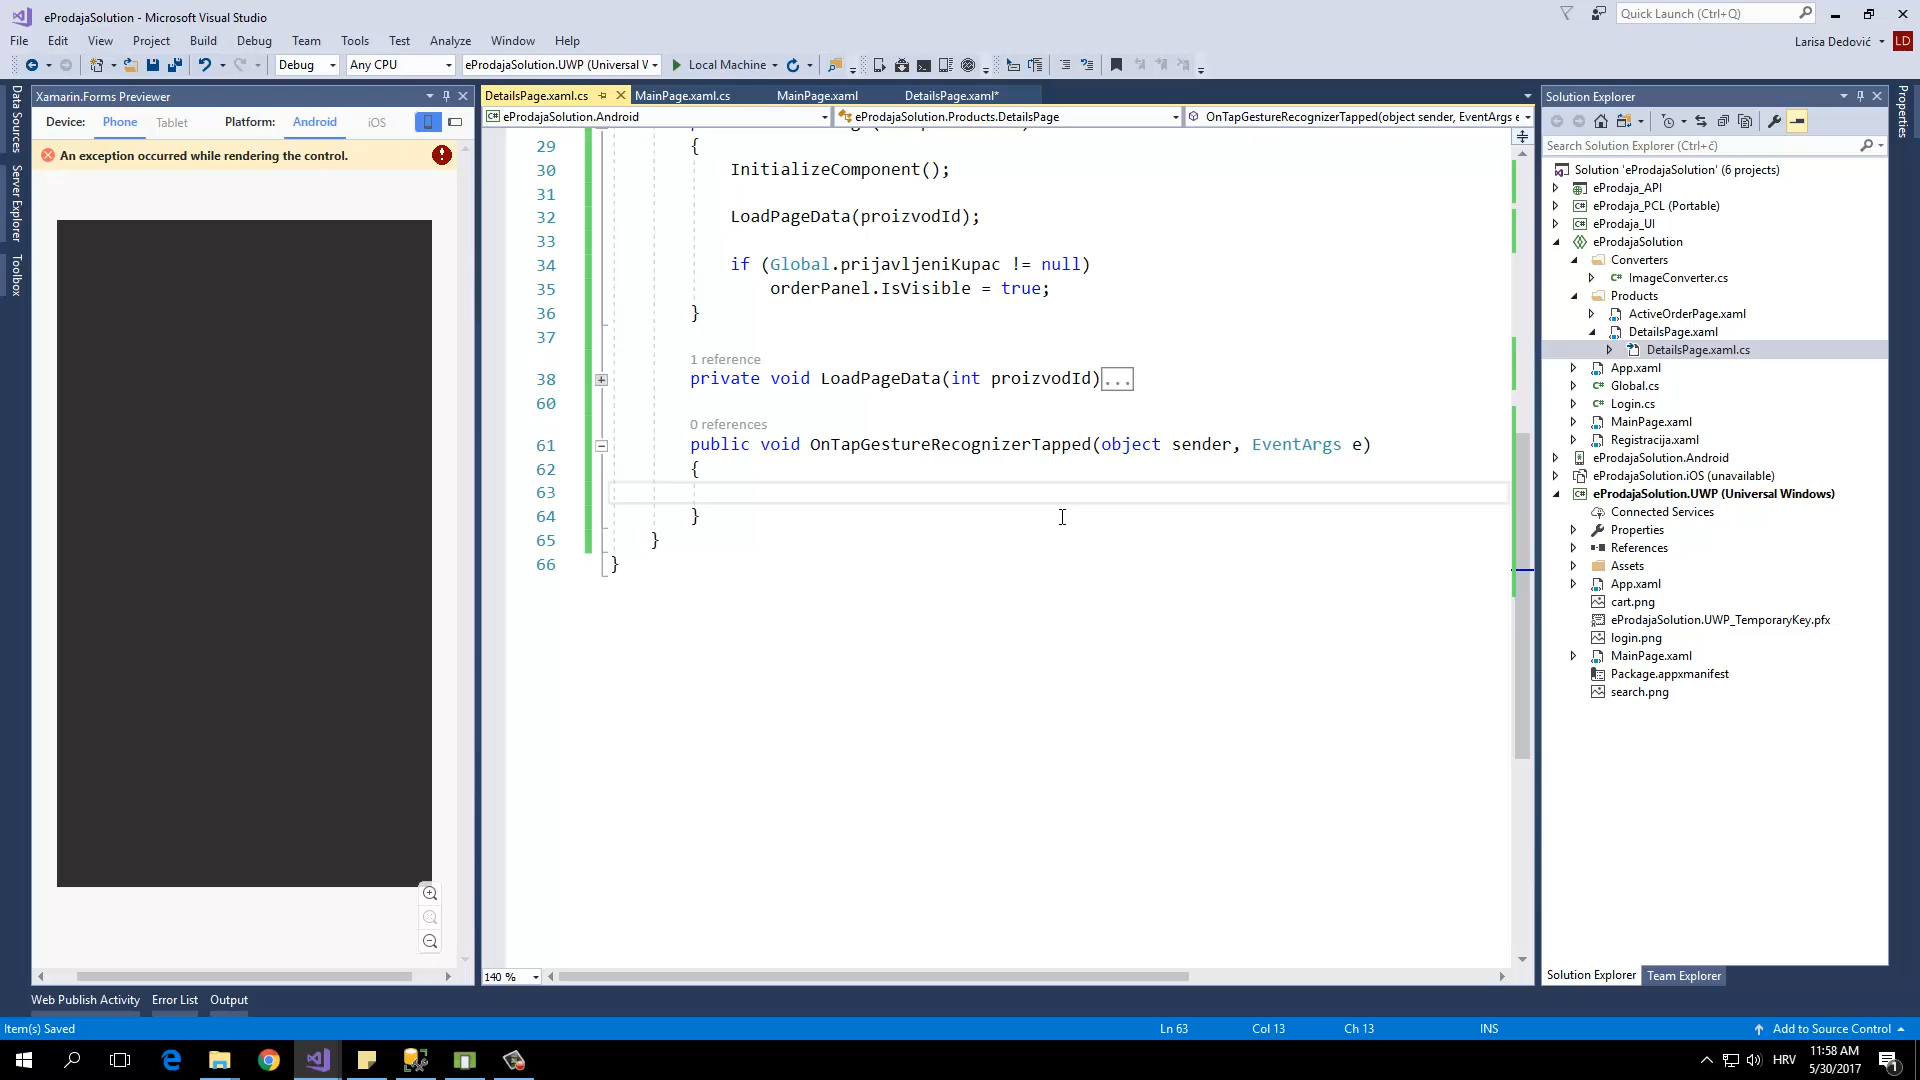 eProdajaSolution - Microsoft Visual Studio
Quick Launch (Ctrl+Q)
File Edit View Project Build Debug Team Tools Test Analyze Window Help
Larisa Dedović LD
Debug Any CPU eProdajaSolution.UWP (Universal Local Machine
Data Sources
Server Explorer
Toolbox
Xamarin.Forms Previewer
Device: Phone Tablet Platform: Android iOS
An exception occurred while rendering the control.
DetailsPage.xaml.cs MainPage.xaml.cs MainPage.xaml DetailsPage.xaml*
eProdajaSolution.Android eProdajaSolution.Products.DetailsPage OnTapGestureRecognizerTapped(object sender, EventArgs e
29 {
30 InitializeComponent();
31
32 LoadPageData(proizvodId);
33
34 if (Global.prijavljeniKupac != null)
35 orderPanel.IsVisible = true;
36 }
37
1 reference
38 private void LoadPageData(int proizvodId)...
60
0 references
61 public void OnTapGestureRecognizerTapped(object sender, EventArgs e)
62 {
63
64 }
65 }
66 }
140 %
Solution Explorer
Search Solution Explorer (Ctrl+č)
Solution 'eProdajaSolution' (6 projects)
eProdaja_API
eProdaja_PCL (Portable)
eProdaja_UI
eProdajaSolution
Converters
ImageConverter.cs
Products
ActiveOrderPage.xaml
DetailsPage.xaml
DetailsPage.xaml.cs
App.xaml
Global.cs
Login.cs
MainPage.xaml
Registracija.xaml
eProdajaSolution.Android
eProdajaSolution.iOS (unavailable)
eProdajaSolution.UWP (Universal Windows)
Connected Services
Properties
References
Assets
App.xaml
cart.png
eProdajaSolution.UWP_TemporaryKey.pfx
login.png
MainPage.xaml
Package.appxmanifest
search.png
Solution Explorer Team Explorer
Properties
Web Publish Activity Error List Output
Item(s) Saved Ln 63 Col 13 Ch 13 INS Add to Source Control
HRV 11:58 AM
5/30/2017
1